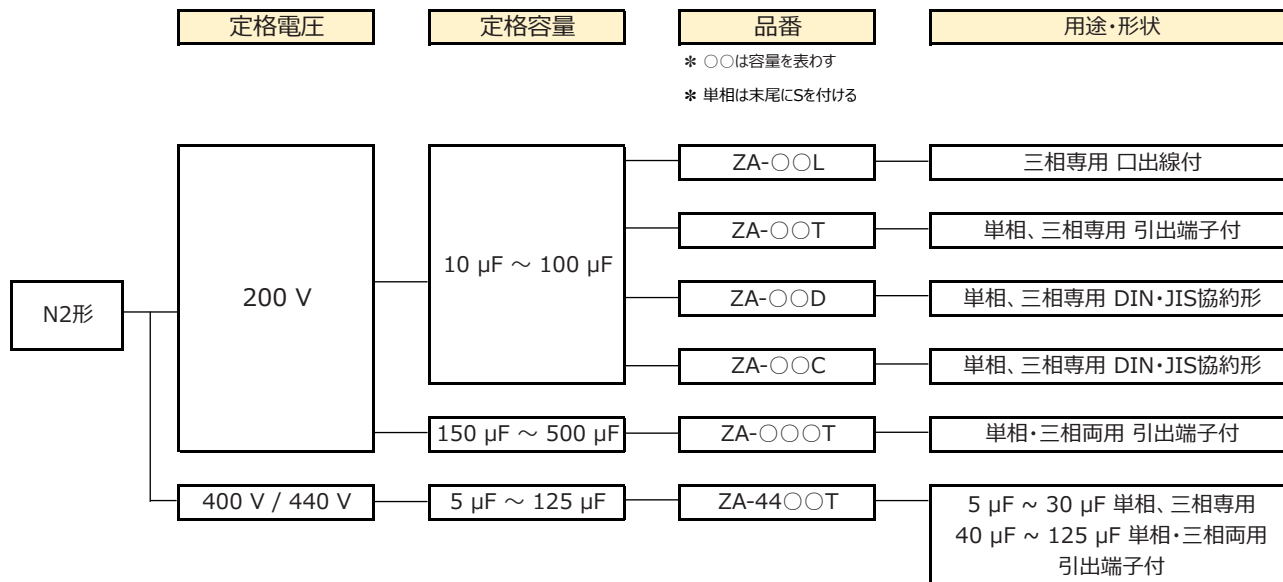 定格電圧
定格容量
品番
用途・形状
＊ ○○は容量を表わす
＊ 単相は末尾にSを付ける
N2形
200 V
10 μF ～ 100 μF
ZA-○○L
三相専用 口出線付
ZA-○○T
単相、三相専用 引出端子付
ZA-○○D
単相、三相専用 DIN・JIS協約形
ZA-○○C
単相、三相専用 DIN・JIS協約形
150 μF ～ 500 μF
ZA-○○○T
単相・三相両用 引出端子付
400 V / 440 V
5 μF ～ 125 μF
ZA-44○○T
5 μF ~ 30 μF 単相、三相専用
40 μF ~ 125 μF 単相・三相両用
引出端子付